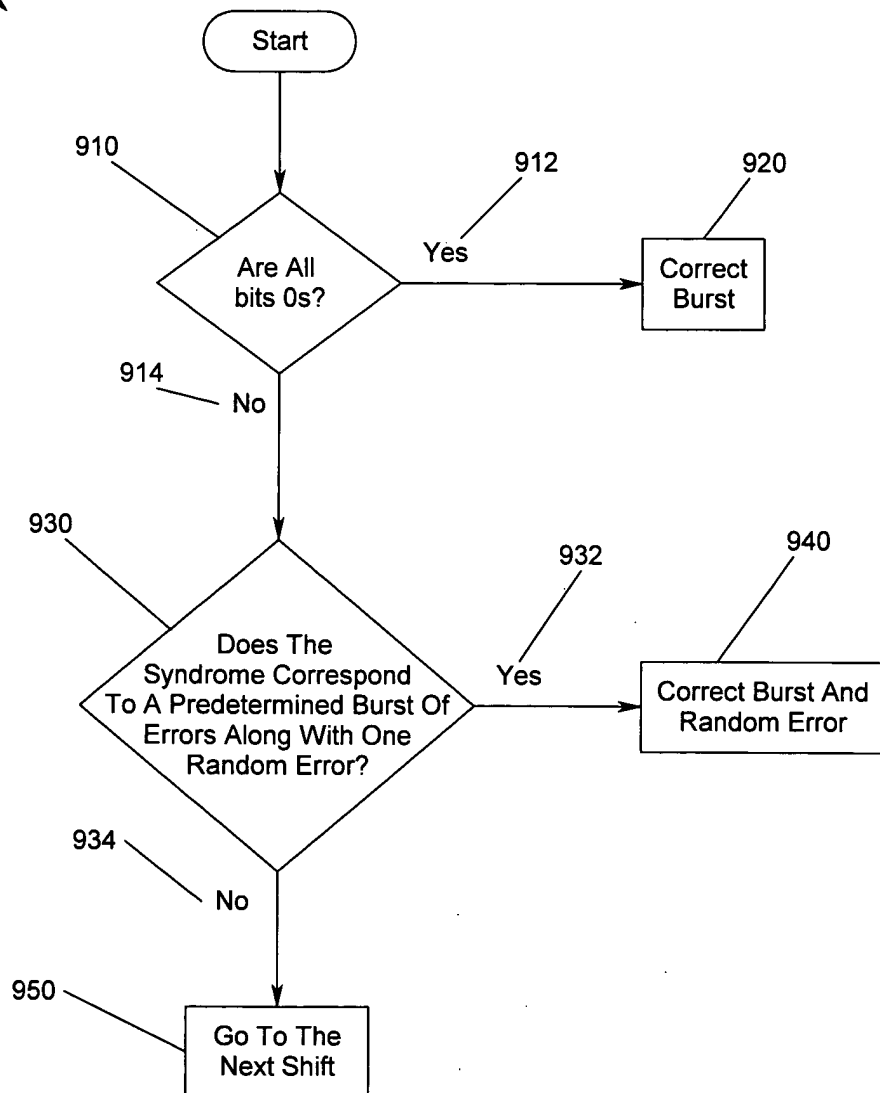 Start
910
912
920
Are All
bits 0s?
Yes
Correct
Burst
914
No
930
932
940
Does The
Syndrome Correspond
To A Predetermined Burst Of
Errors Along With One
Random Error?
Yes
Correct Burst And
Random Error
934
No
950
Go To The
Next Shift